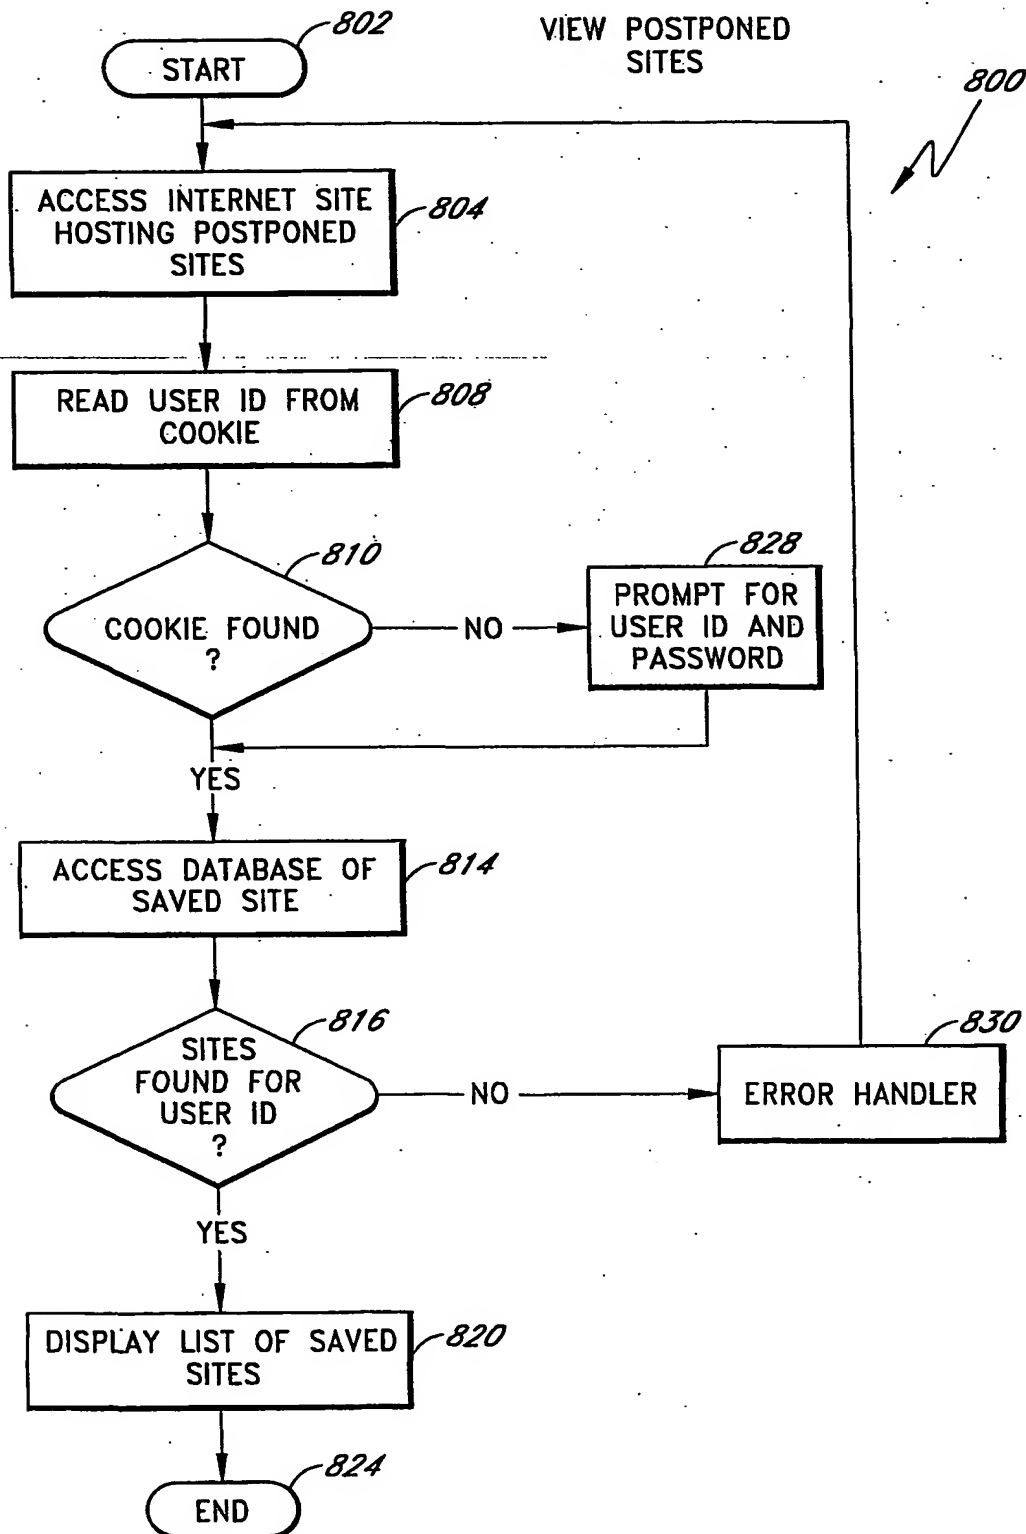 VIEW POSTPONED
SITES
800
802
START
ACCESS INTERNET SITE
HOSTING POSTPONED
SITES
804
READ USER ID FROM
COOKIE
808
810
COOKIE FOUND
?
NO
828
PROMPT FOR
USER ID AND
PASSWORD
YES
ACCESS DATABASE OF
SAVED SITE
814
816
SITES
FOUND FOR
USER ID
?
NO
830
ERROR HANDLER
YES
DISPLAY LIST OF SAVED
SITES
820
824
END